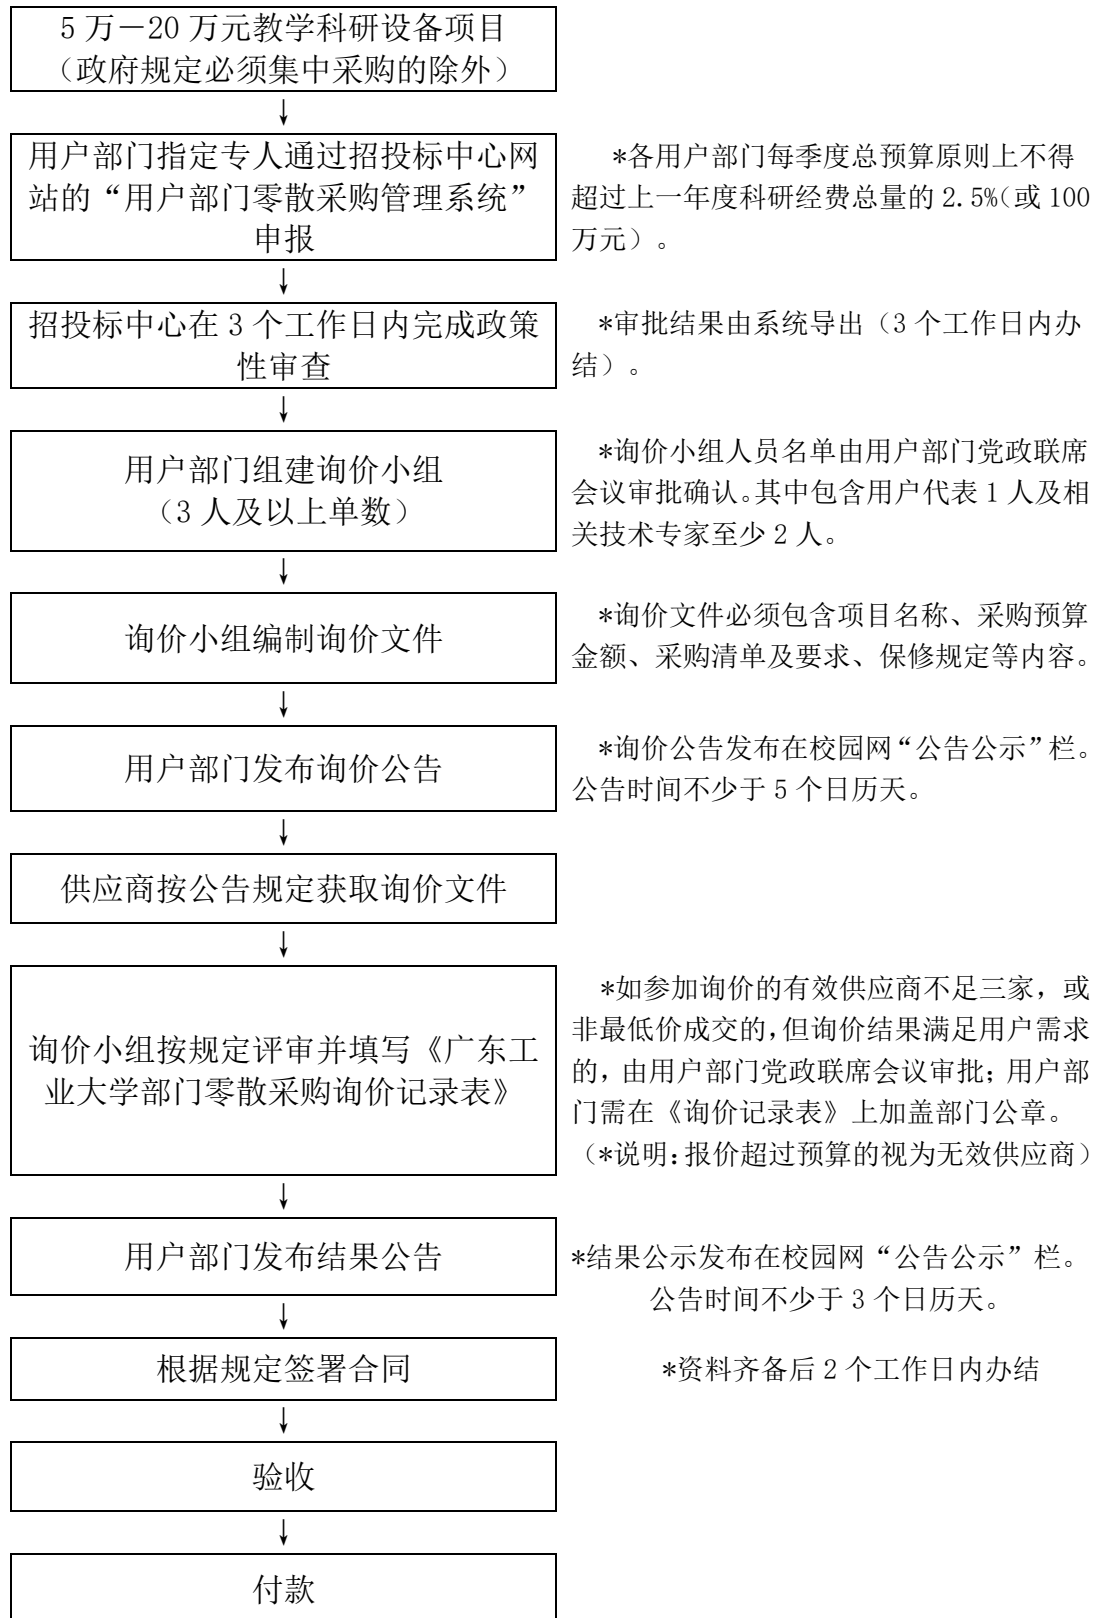 5 万－20 万元教学科研设备项目
（政府规定必须集中采购的除外）
用户部门指定专人通过招投标中心网
站的“用户部门零散采购管理系统”
申报
*各用户部门每季度总预算原则上不得
超过上一年度科研经费总量的 2.5%（或 100
万元）。
招投标中心在 3 个工作日内完成政策
性审查
*审批结果由系统导出（3 个工作日内办
结）。
用户部门组建询价小组
（3 人及以上单数）
*询价小组人员名单由用户部门党政联席
会议审批确认。其中包含用户代表 1 人及相
关技术专家至少 2 人。
询价小组编制询价文件
*询价文件必须包含项目名称、采购预算
金额、采购清单及要求、保修规定等内容。
用户部门发布询价公告
*询价公告发布在校园网“公告公示”栏。
公告时间不少于 5 个日历天。
供应商按公告规定获取询价文件
询价小组按规定评审并填写《广东工
业大学部门零散采购询价记录表》
*如参加询价的有效供应商不足三家，或
非最低价成交的，但询价结果满足用户需求
的，由用户部门党政联席会议审批；用户部
门需在《询价记录表》上加盖部门公章。
（*说明：报价超过预算的视为无效供应商）
用户部门发布结果公告
*结果公示发布在校园网“公告公示”栏。
公告时间不少于 3 个日历天。
根据规定签署合同
*资料齐备后 2 个工作日内办结
验收
付款